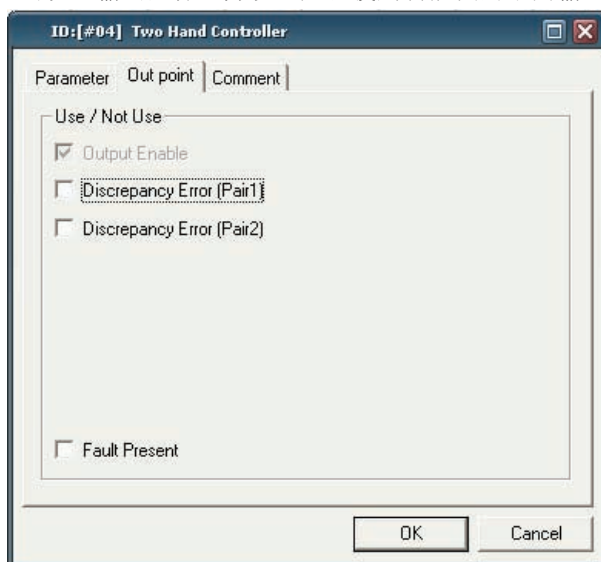 ID:[#04] Two Hand Controller
Parameter Out point Comment
Use / Not Use
Output Enable
Discrepancy Error (Pair1)
Discrepancy Error (Pair2)
Fault Present
OK Cancel